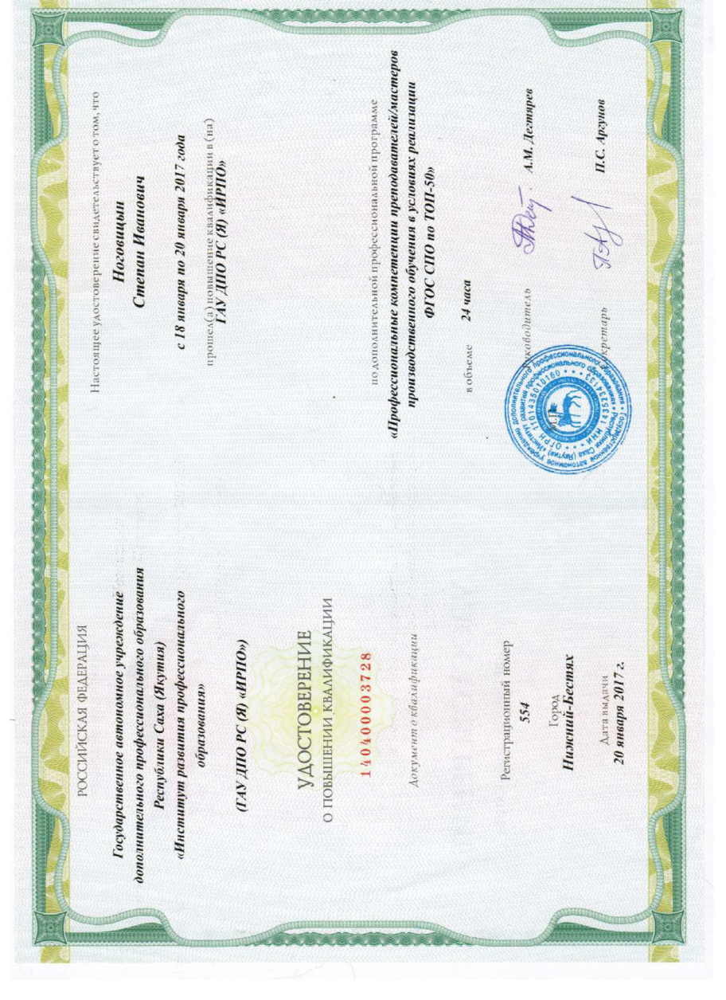 РОССИЙСКАЯ ФЕДЕРАЦИЯ
Государственное автономное учреждение
дополнительного профессионального образования
Республики Саха (Якутия)
«Институт развития профессионального
образования»
(ГАУ ДПО РС (Я) «ИРПО»)
УДОСТОВЕРЕНИЕ
О ПОВЫШЕНИИ КВАЛИФИКАЦИИ
140400003728
Документ о квалификации
Регистрационный номер
554
Город
Нижний-Бестях
Дата выдачи
20 января 2017 г.
Настоящее удостоверение свидетельствует о том, что
Ноговицын
Степан Иванович
с 18 января по 20 января 2017 года
прошел(а) повышение квалификации в (на)
ГАУ ДПО РС (Я) «ИРПО»
по дополнительной профессиональной программе
«Профессиональные компетенции преподавателей/мастеров
производственного обучения в условиях реализации
ФГОС СПО по ТОП-50»
в объеме 24 часа
Руководитель А.М. Дегтярев
М.П.
Секретарь П.С. Аргунов